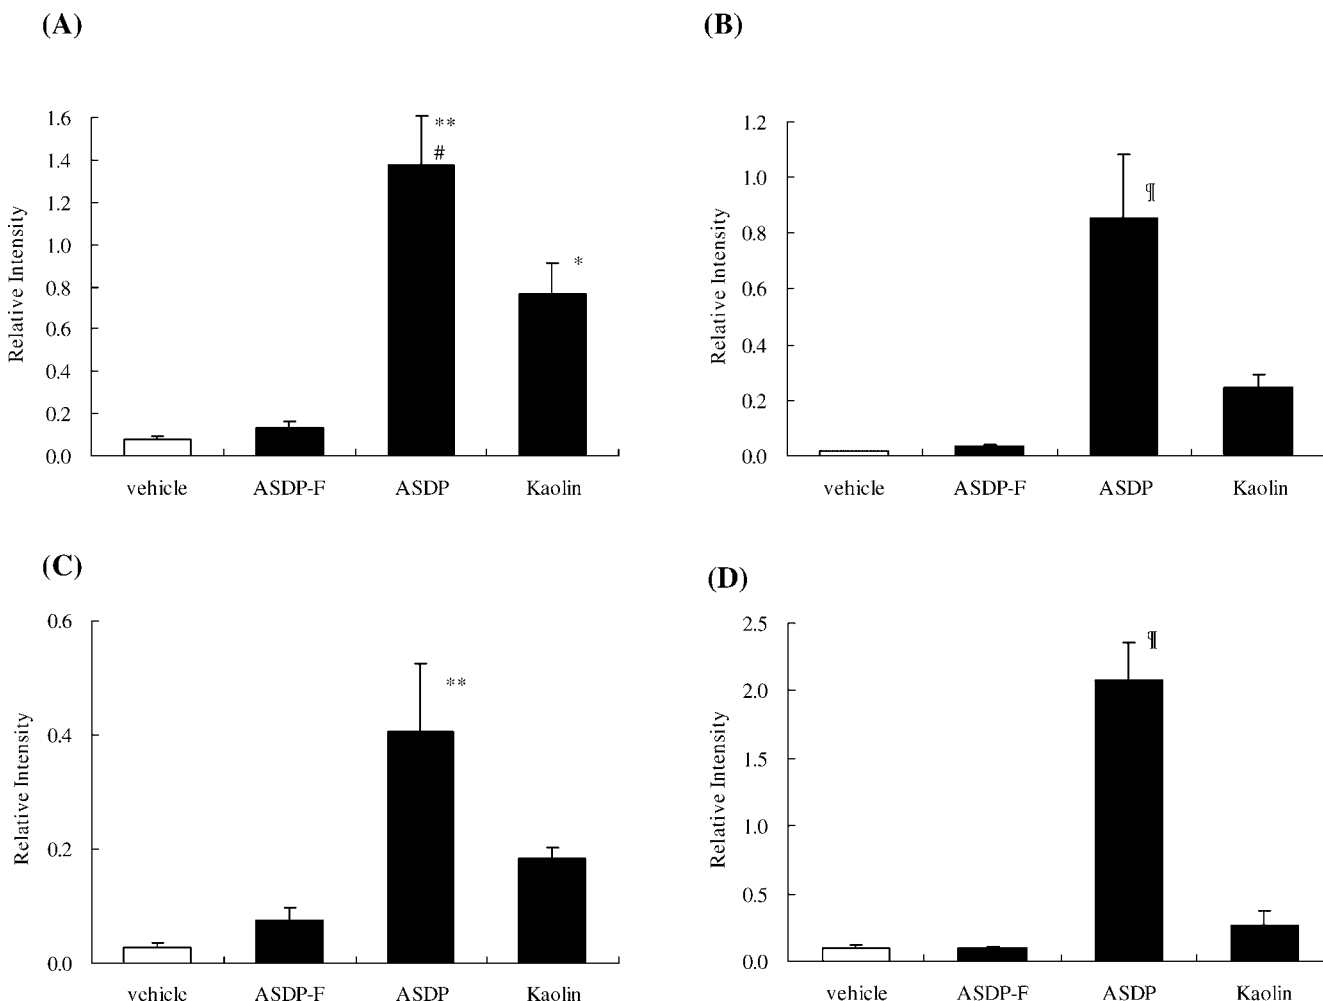 (A)
Relative Intensity
1.6
1.4
1.2
1.0
0.8
0.6
0.4
0.2
0.0
**
#
*
vehicle ASDP-F ASDP Kaolin
(B)
Relative Intensity
1.2
1.0
0.8
0.6
0.4
0.2
0.0
¶
vehicle ASDP-F ASDP Kaolin
(C)
Relative Intensity
0.6
0.4
0.2
0.0
**
vehicle ASDP-F ASDP Kaolin
(D)
Relative Intensity
2.5
2.0
1.5
1.0
0.5
0.0
¶
vehicle ASDP-F ASDP Kaolin